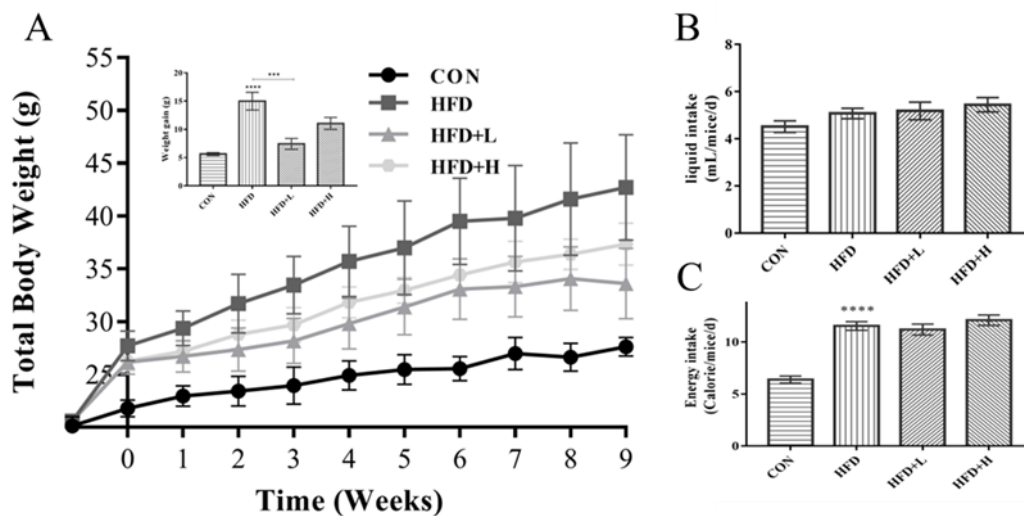 A
Total Body Weight (g)
55
50
45
40
35
30
25
0 1 2 3 4 5 6 7 8 9
Time (Weeks)
Weight gain (g)
20
15
10
5
0
****
***
CON HFD HFD+L HFD+H
CON
HFD
HFD+L
HFD+H
B
liquid intake
(mL/mice/d)
8
6
4
2
0
CON HFD HFD+L HFD+H
C
Energy intake
(Calorie/mice/d)
10
5
0
****
CON HFD HFD+L HFD+H